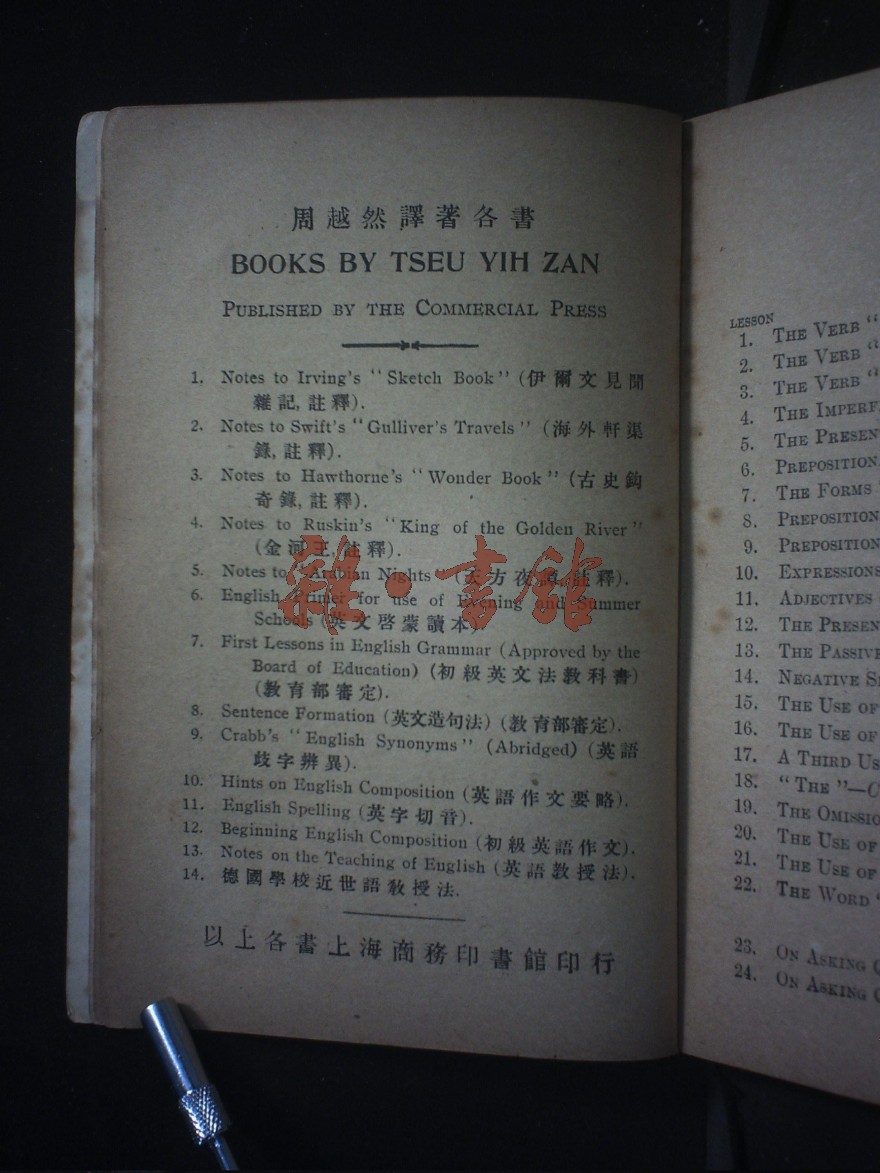 周越然譯著各書
BOOKS BY TSEU YIH ZAN
PUBLISHED BY THE COMMERCIAL PRESS
1. Notes to Irving's "Sketch Book" (伊爾文見聞
雜記, 註釋).
2. Notes to Swift's "Gulliver's Travels" (海外軒渠
錄, 註釋).
3. Notes to Hawthorne's "Wonder Book" (古史鈎
奇錄, 註釋).
4. Notes to Ruskin's "King of the Golden River"
(金河王, 註釋).
5. Notes to "Arabian Nights" (天方夜譚, 註釋).
6. English Primer for use of Evening and Summer
Schools (英文啓蒙讀本)
7. First Lessons in English Grammar (Approved by the
Board of Education) (初級英文法教科書)
(教育部審定).
8. Sentence Formation (英文造句法) (教育部審定).
9. Crabb's "English Synonyms" (Abridged) (英語
歧字辨異).
10. Hints on English Composition (英語作文要略).
11. English Spelling (英字切音).
12. Beginning English Composition (初級英語作文).
13. Notes on the Teaching of English (英語教授法).
14. 德國學校近世語教授法.
以上各書上海商務印書館印行
雜·書館
LESSON
1. THE VERB "
2. THE VERB "
3. THE VERB "
4. THE IMPERF
5. THE PRESEN
6. PREPOSITION
7. THE FORMS
8. PREPOSITION
9. PREPOSITION
10. EXPRESSIONS
11. ADJECTIVES
12. THE PRESEN
13. THE PASSIV
14. NEGATIVE S
15. THE USE OF
16. THE USE OF
17. A THIRD US
18. "THE"—C
19. THE OMISSIO
20. THE USE OF
21. THE USE OF
22. THE WORD "
23. ON ASKING
24. ON ASKING